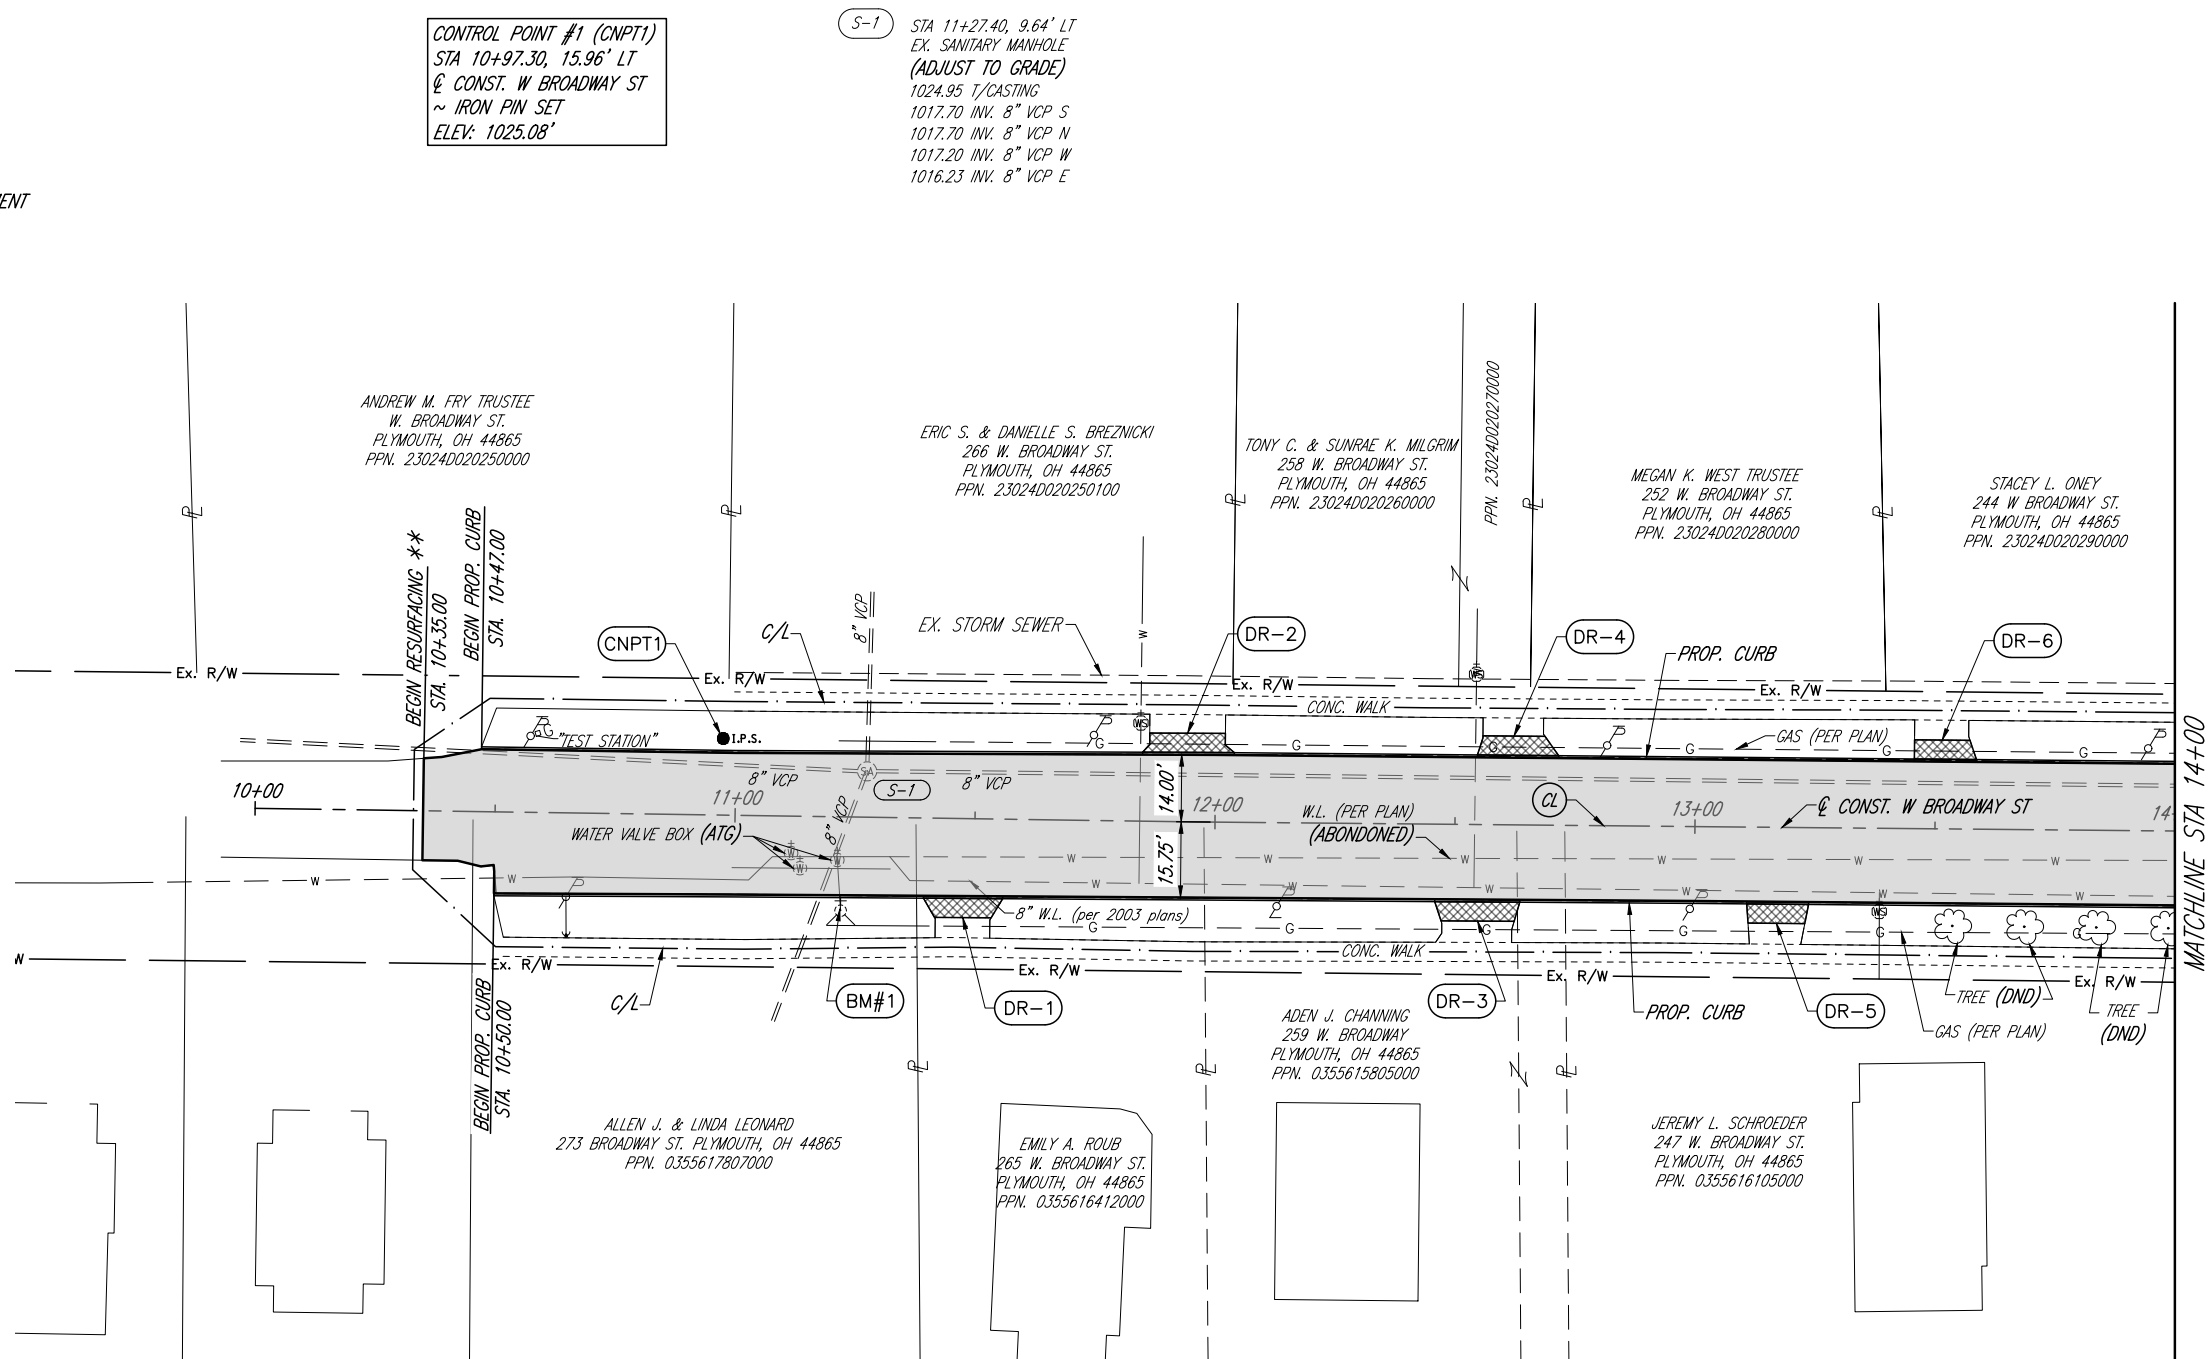 CONTROL POINT #1 (CNPT1)
STA 10+97.30, 15.96' LT
℄ CONST. W BROADWAY ST
~ IRON PIN SET
ELEV: 1025.08'
S-1
STA 11+27.40, 9.64' LT
EX. SANITARY MANHOLE
(ADJUST TO GRADE)
1024.95 T/CASTING
1017.70 INV. 8" VCP S
1017.70 INV. 8" VCP N
1017.20 INV. 8" VCP W
1016.23 INV. 8" VCP E
ANDREW M. FRY TRUSTEE
W. BROADWAY ST.
PLYMOUTH, OH 44865
PPN. 23024D020250000
ERIC S. & DANIELLE S. BREZNICKI
266 W. BROADWAY ST.
PLYMOUTH, OH 44865
PPN. 23024D020250100
TONY C. & SUNRAE K. MILGRIM
258 W. BROADWAY ST.
PLYMOUTH, OH 44865
PPN. 23024D020260000
PPN. 23024D020270000
MEGAN K. WEST TRUSTEE
252 W. BROADWAY ST.
PLYMOUTH, OH 44865
PPN. 23024D020280000
STACEY L. ONEY
244 W BROADWAY ST.
PLYMOUTH, OH 44865
PPN. 23024D020290000
PL
PL
PL
PL
PL
BEGIN RESURFACING **
STA. 10+35.00
BEGIN PROP. CURB
STA. 10+47.00
CNPT1
C/L
8" VCP
EX. STORM SEWER
W
DR-2
DR-4
PROP. CURB
DR-6
Ex. R/W
Ex. R/W
Ex. R/W
Ex. R/W
CONC. WALK
WS
WS
"TEST STATION"
I.P.S.
G
G
G
G
G
G
GAS (PER PLAN)
SA
8" VCP
S-1
8" VCP
8" VCP
14.00'
15.75'
10+00
11+00
12+00
13+00
14+
WATER VALVE BOX (ATG)
W
W
W
W.L. (PER PLAN)
(ABONDONED)
CL
℄ CONST. W BROADWAY ST
W
W
W
W
W
W
W
W
W
W
W
W
W
W
8" W.L. (per 2003 plans)
G
G
G
G
G
G
WS
CONC. WALK
W
Ex. R/W
Ex. R/W
Ex. R/W
Ex. R/W
C/L
BM#1
DR-1
DR-3
PROP. CURB
DR-5
TREE (DND)
GAS (PER PLAN)
TREE
(DND)
MATCHLINE STA 14+00
BEGIN PROP. CURB
STA. 10+50.00
PL
PL
PL
ADEN J. CHANNING
259 W. BROADWAY
PLYMOUTH, OH 44865
PPN. 0355615805000
ALLEN J. & LINDA LEONARD
273 BROADWAY ST. PLYMOUTH, OH 44865
PPN. 0355617807000
EMILY A. ROUB
265 W. BROADWAY ST.
PLYMOUTH, OH 44865
PPN. 0355616412000
JEREMY L. SCHROEDER
247 W. BROADWAY ST.
PLYMOUTH, OH 44865
PPN. 0355616105000